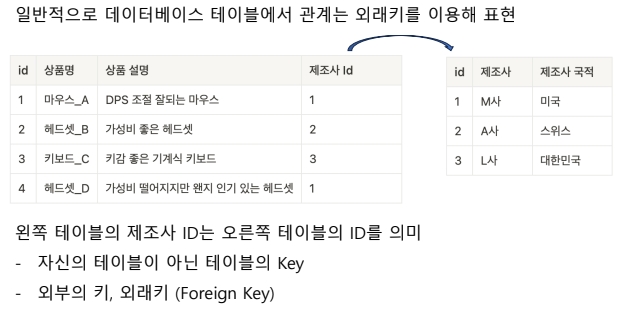 일반적으로 데이터베이스 테이블에서 관계는 외래키를 이용해 표현
id 상품명 상품 설명 제조사 Id
1 마우스_A DPS 조절 잘되는 마우스 1
2 헤드셋_B 가성비 좋은 헤드셋 2
3 키보드_C 키감 좋은 기계식 키보드 3
4 헤드셋_D 가성비 떨어지지만 왠지 인기 있는 헤드셋 1
id 제조사 제조사 국적
1 M사 미국
2 A사 스위스
3 L사 대한민국
왼쪽 테이블의 제조사 ID는 오른쪽 테이블의 ID를 의미
- 자신의 테이블이 아닌 테이블의 Key
- 외부의 키, 외래키 (Foreign Key)